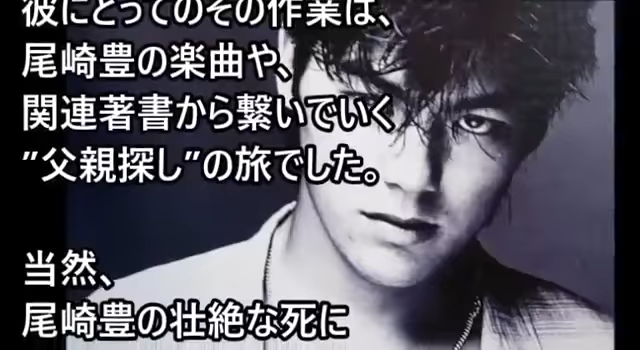 彼にとってのその作業は、
尾崎豊の楽曲や、
関連著書から繋いでいく
”父親探し”の旅でした。
当然、
尾崎豊の壮絶な死に